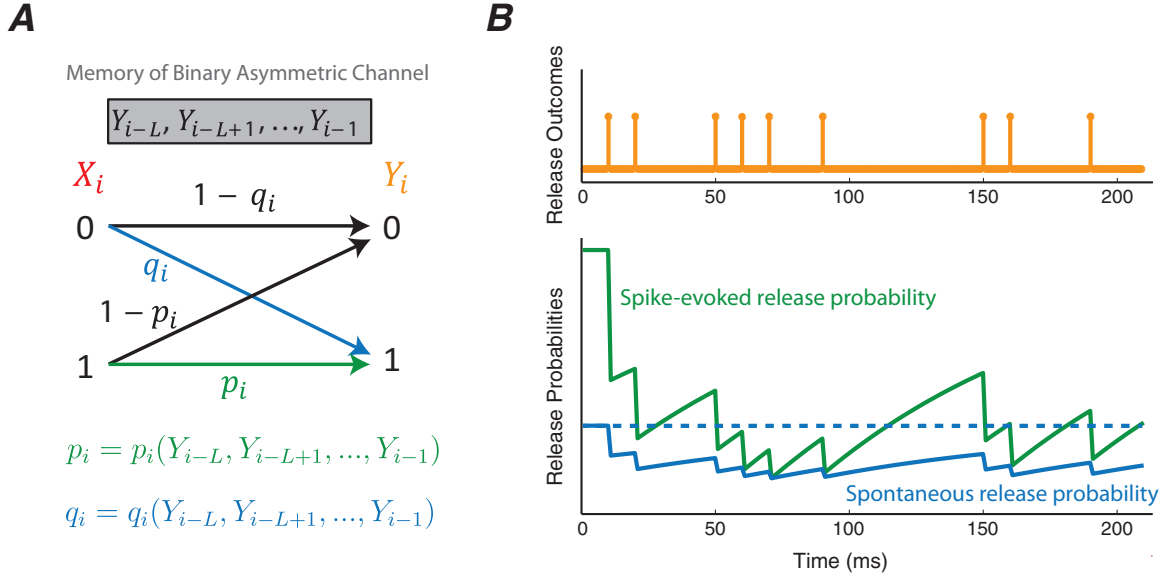 A
Memory of Binary Asymmetric Channel
Y_{i-L}, Y_{i-L+1}, ..., Y_{i-1}
X_i
Y_i
1 - q_i
0
0
q_i
1 - p_i
1
1
p_i
p_i = p_i(Y_{i-L}, Y_{i-L+1}, ..., Y_{i-1})
q_i = q_i(Y_{i-L}, Y_{i-L+1}, ..., Y_{i-1})
B
Release Outcomes
0 50 100 150 200
Release Probabilities
Spike-evoked release probability
Spontaneous release probability
0 50 100 150 200
Time (ms)